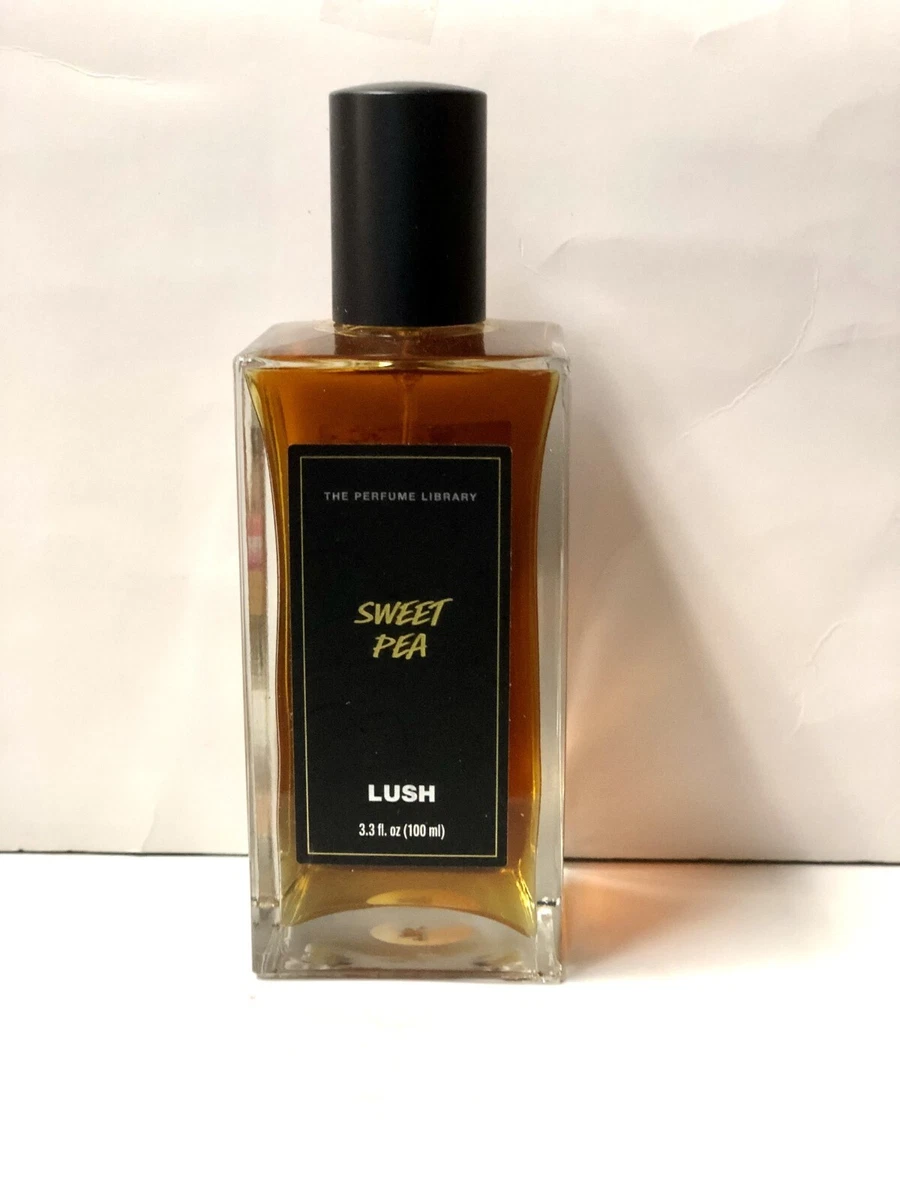 THE PERFUME LIBRARY
SWEET
PEA
LUSH
3.3 fl. oz (100 ml)